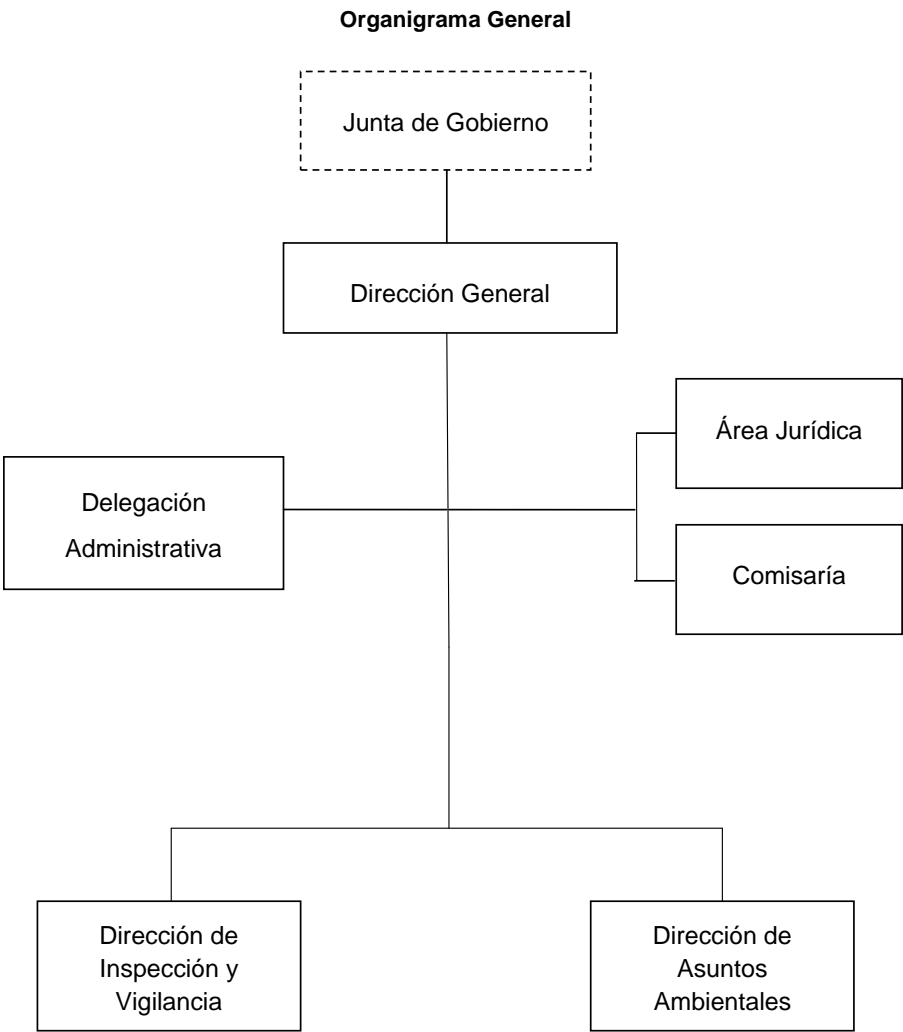 Organigrama General
Junta de Gobierno
Dirección General
Área Jurídica
Delegación
Administrativa
Comisaría
Dirección de
Inspección y
Vigilancia
Dirección de
Asuntos
Ambientales